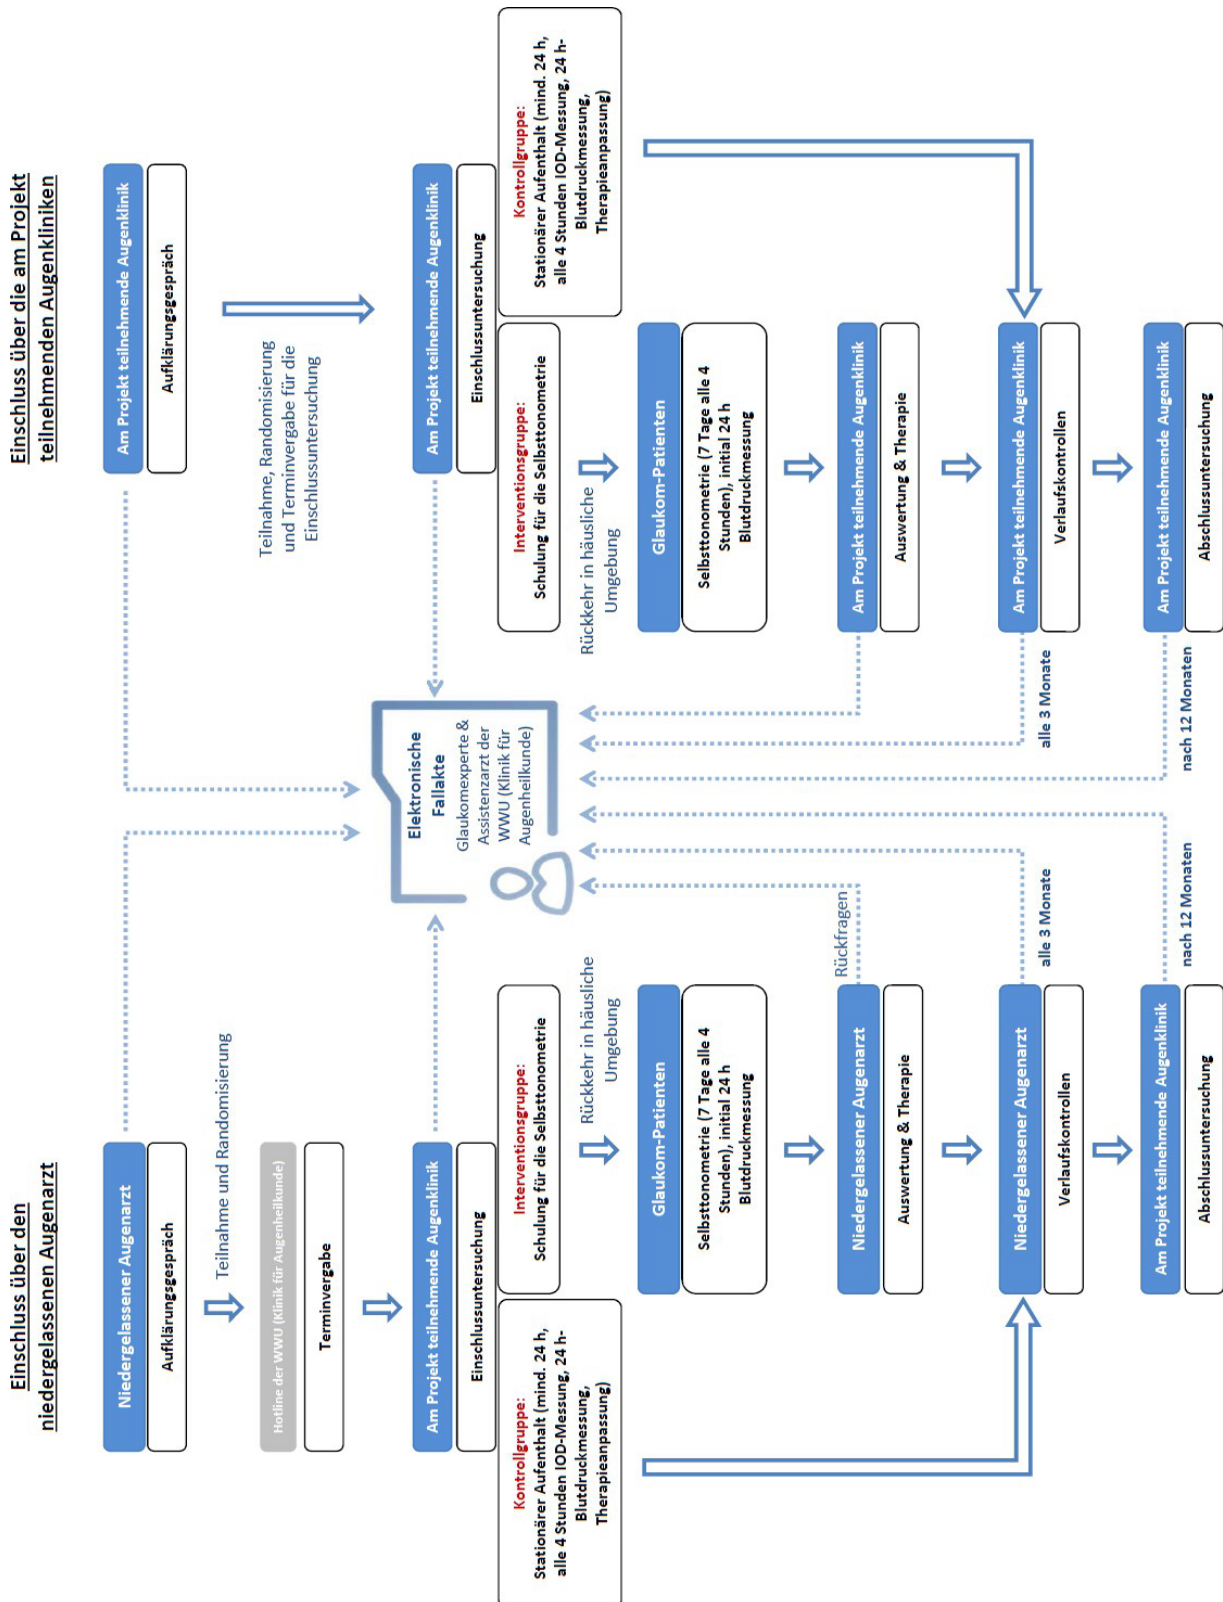 Einschluss über den
niedergelassenen Augenarzt
Niedergelassener Augenarzt
Aufklärungsgespräch
Teilnahme und Randomisierung
Hotline der WWU (Klinik für Augenheilkunde)
Terminvergabe
Am Projekt teilnehmende Augenklinik
Einschlussuntersuchung
Kontrollgruppe:
Stationärer Aufenthalt (mind. 24 h,
alle 4 Stunden IOD-Messung, 24 h-
Blutdruckmessung,
Therapieanpassung)
Interventionsgruppe:
Schulung für die Selbsttonometrie
Rückkehr in häusliche
Umgebung
Glaukom-Patienten
Selbsttonometrie (7 Tage alle 4
Stunden), initial 24 h
Blutdruckmessung
Niedergelassener Augenarzt
Auswertung & Therapie
Rückfragen
Niedergelassener Augenarzt
Verlaufskontrollen
alle 3 Monate
Am Projekt teilnehmende Augenklinik
Abschlussuntersuchung
nach 12 Monaten
Elektronische
Fallakte
Glaukomexperte &
Assistenzarzt der
WWU (Klinik für
Augenheilkunde)
Einschluss über die am Projekt
teilnehmenden Augenkliniken
Am Projekt teilnehmende Augenklinik
Aufklärungsgespräch
Teilnahme, Randomisierung
und Terminvergabe für die
Einschlussuntersuchung
Am Projekt teilnehmende Augenklinik
Einschlussuntersuchung
Interventionsgruppe:
Schulung für die Selbsttonometrie
Kontrollgruppe:
Stationärer Aufenthalt (mind. 24 h,
alle 4 Stunden IOD-Messung, 24 h-
Blutdruckmessung,
Therapieanpassung)
Rückkehr in häusliche
Umgebung
Glaukom-Patienten
Selbsttonometrie (7 Tage alle 4
Stunden), initial 24 h
Blutdruckmessung
Am Projekt teilnehmende Augenklinik
Auswertung & Therapie
Am Projekt teilnehmende Augenklinik
Verlaufskontrollen
alle 3 Monate
Am Projekt teilnehmende Augenklinik
Abschlussuntersuchung
nach 12 Monaten